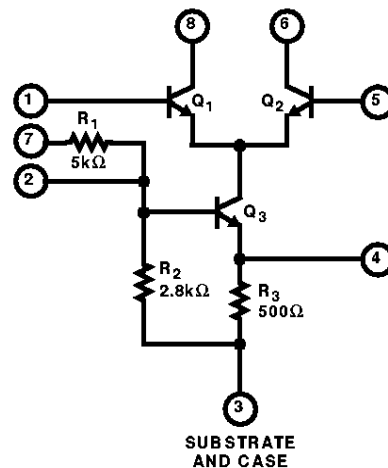 8
6
1
Q1
Q2
5
R1
7
5kΩ
2
Q3
4
R2
2.8kΩ
R3
500Ω
3
SUBSTRATE
AND CASE